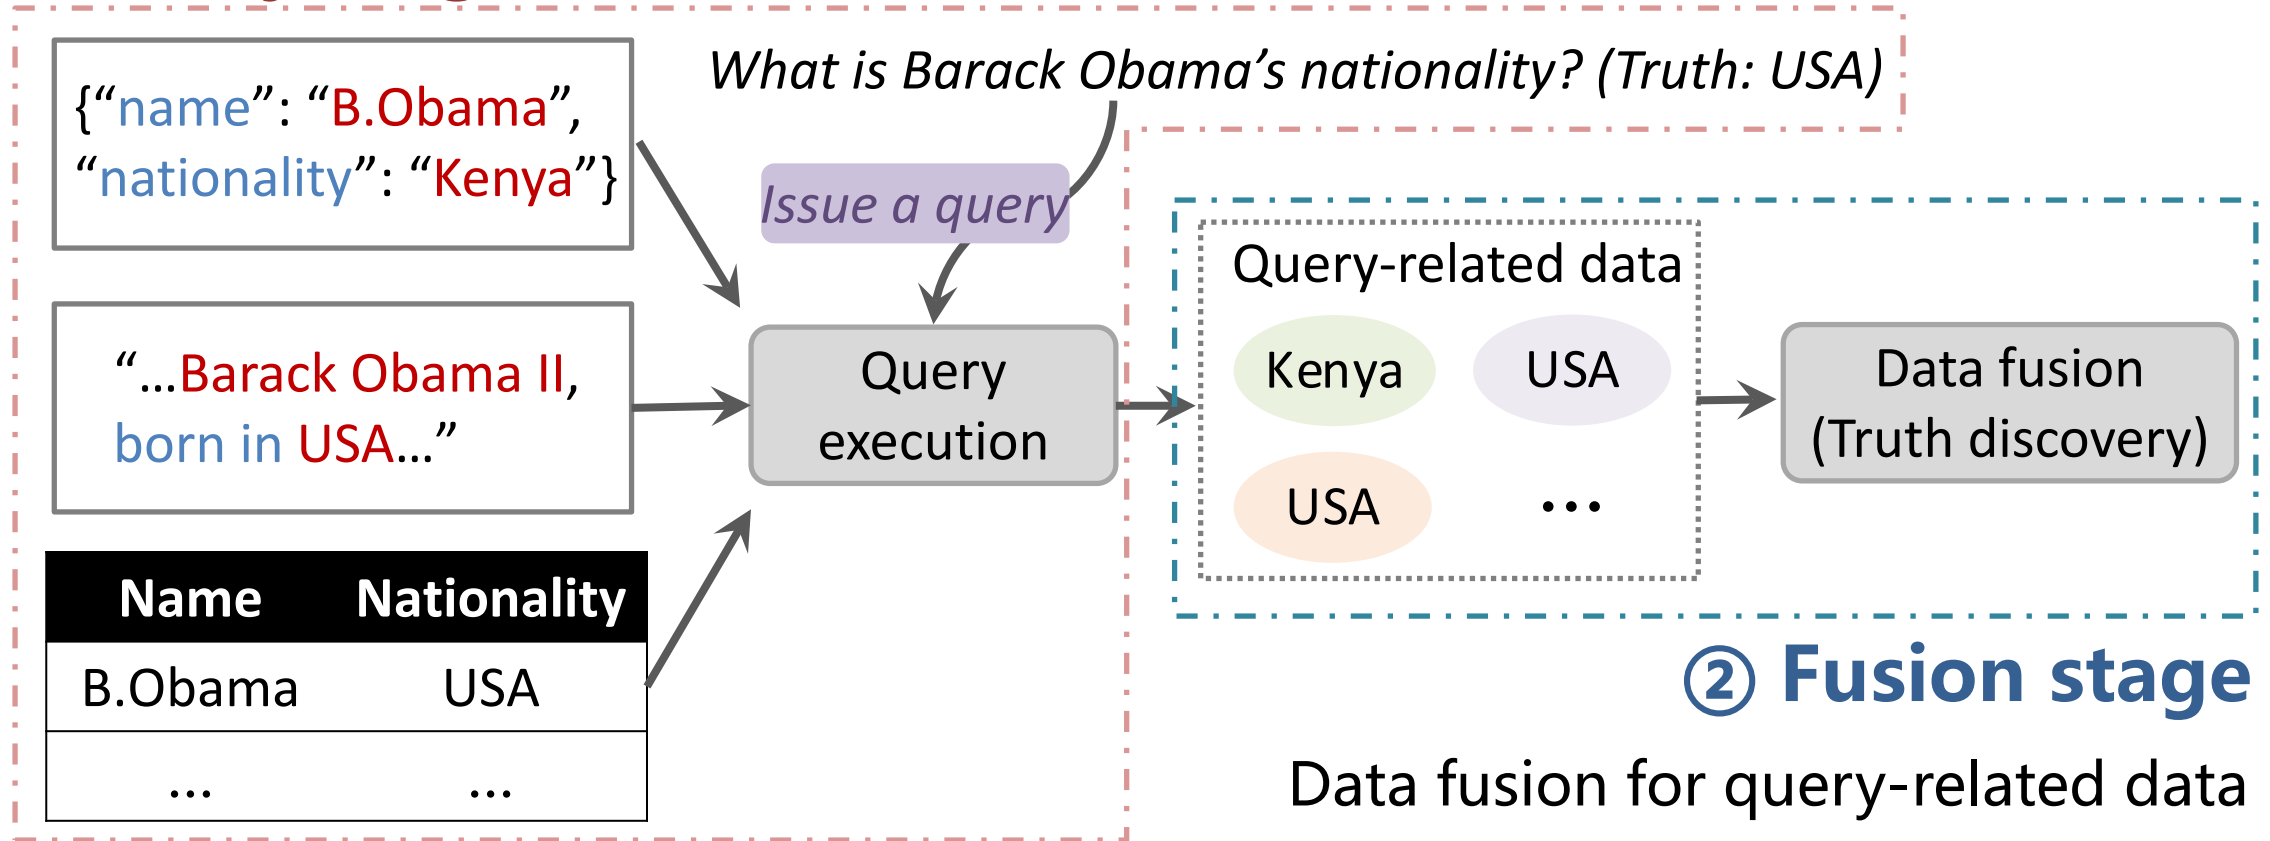 What is Barack Obama’s nationality? (Truth: USA)
{“name”: “B.Obama”,
“nationality”: “Kenya”}
Issue a query
“...Barack Obama II,
born in USA...”
Name Nationality
B.Obama USA
... ...
Query
execution
Query-related data
Kenya USA
USA ...
Data fusion
(Truth discovery)
② Fusion stage
Data fusion for query-related data